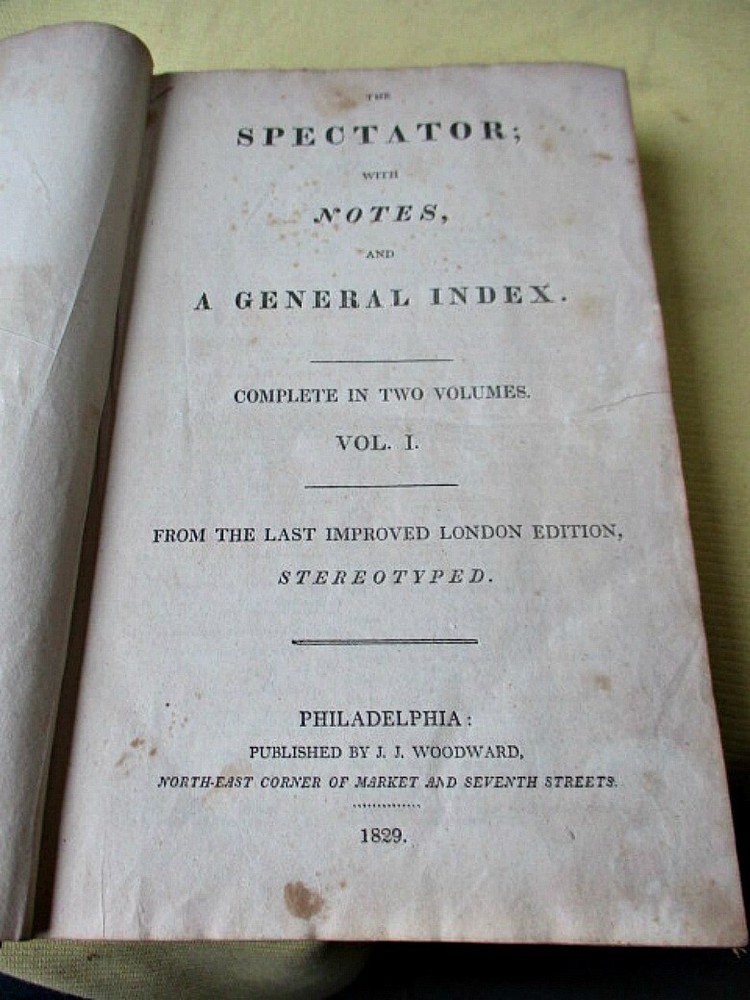 THE
SPECTATOR;
WITH
NOTES,
AND
A GENERAL INDEX.
COMPLETE IN TWO VOLUMES.
VOL. I.
FROM THE LAST IMPROVED LONDON EDITION,
STEREOTYPED.
PHILADELPHIA:
PUBLISHED BY J. J. WOODWARD,
NORTH-EAST CORNER OF MARKET AND SEVENTH STREETS.
1829.